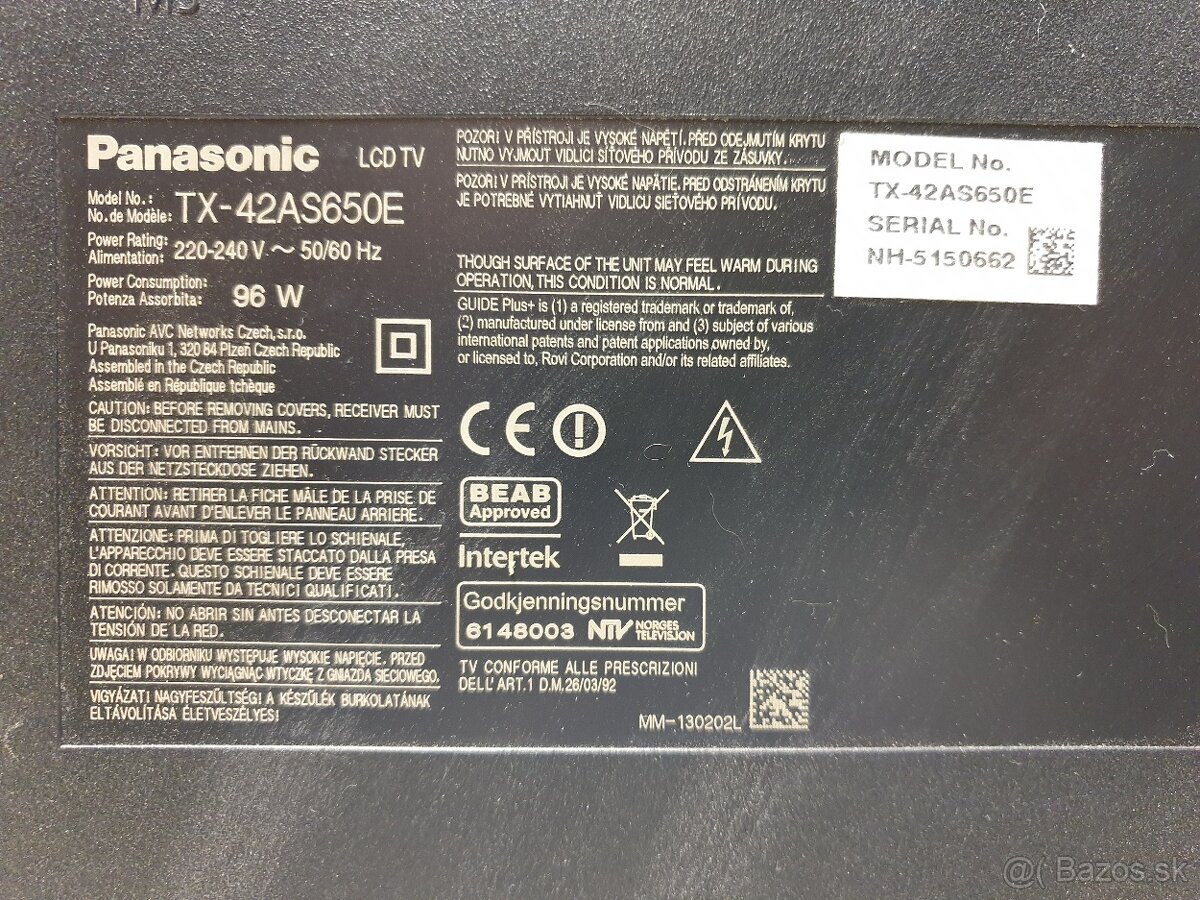 Panasonic LCD TV
Model No.:
No. de Modèle: TX-42AS650E
Power Rating:
Alimentation: 220-240 V ~ 50/60 Hz
Power Consumption:
Potenza Assorbita: 96 W
Panasonic AVC Networks Czech, s.r.o.
U Panasoniku 1, 320 84 Plzeň Czech Republic
Assembled in the Czech Republic
Assemblé en République tchèque
CAUTION: BEFORE REMOVING COVERS, RECEIVER MUST
BE DISCONNECTED FROM MAINS.
VORSICHT: VOR ENTFERNEN DER RÜCKWAND STECKER
AUS DER NETZSTECKDOSE ZIEHEN.
ATTENTION: RETIRER LA FICHE MÂLE DE LA PRISE DE
COURANT AVANT D'ENLEVER LE PANNEAU ARRIERE.
ATTENZIONE: PRIMA DI TOGLIERE LO SCHIENALE,
L'APPARECCHIO DEVE ESSERE STACCATO DALLA PRESA
DI CORRENTE. QUESTO SCHIENALE DEVE ESSERE
RIMOSSO SOLAMENTE DA TECNICI QUALIFICATI.
ATENCIÓN: NO ABRIR SIN ANTES DESCONECTAR LA
TENSIÓN DE LA RED.
UWAGA! W ODBIORNIKU WYSTĘPUJE WYSOKIE NAPIĘCIE. PRZED
ZDJĘCIEM POKRYWY WYCIĄGNĄĆ WTYCZKĘ Z GNIAZDA SIECIOWEGO.
VIGYÁZAT! NAGYFESZÜLTSÉG! A KÉSZÜLÉK BURKOLATÁNAK
ELTÁVOLÍTÁSA ÉLETVESZÉLYES!
POZOR! V PŘÍSTROJI JE VYSOKÉ NAPĚTÍ. PŘED ODEJMUTÍM KRYTU
NUTNO VYJMOUT VIDLICI SÍŤOVÉHO PŘÍVODU ZE ZÁSUVKY.
POZOR! V PRÍSTROJI JE VYSOKÉ NAPÄTIE. PRED ODSTRÁNENÍM KRYTU
JE POTREBNÉ VYTIAHNUŤ VIDLICU SIEŤOVÉHO PRÍVODU.
THOUGH SURFACE OF THE UNIT MAY FEEL WARM DURING
OPERATION, THIS CONDITION IS NORMAL.
GUIDE Plus+ is (1) a registered trademark or trademark of,
(2) manufactured under license from and (3) subject of various
international patents and patent applications owned by,
or licensed to, Rovi Corporation and/or its related affiliates.
CE
BEAB
Approved
Intertek
Godkjenningsnummer
6148003 NTV NORGES
TELEVISJON
TV CONFORME ALLE PRESCRIZIONI
DELL'ART.1 D.M.26/03/92
MM-130202L
MODEL No.
TX-42AS650E
SERIAL No.
NH-5150662
@( Bazos.sk